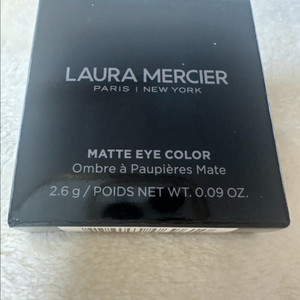 LAURA MERCIER
PARIS | NEW YORK
MATTE EYE COLOR
Ombre à Paupières Mate
2.6 g / POIDS NET WT. 0.09 OZ.